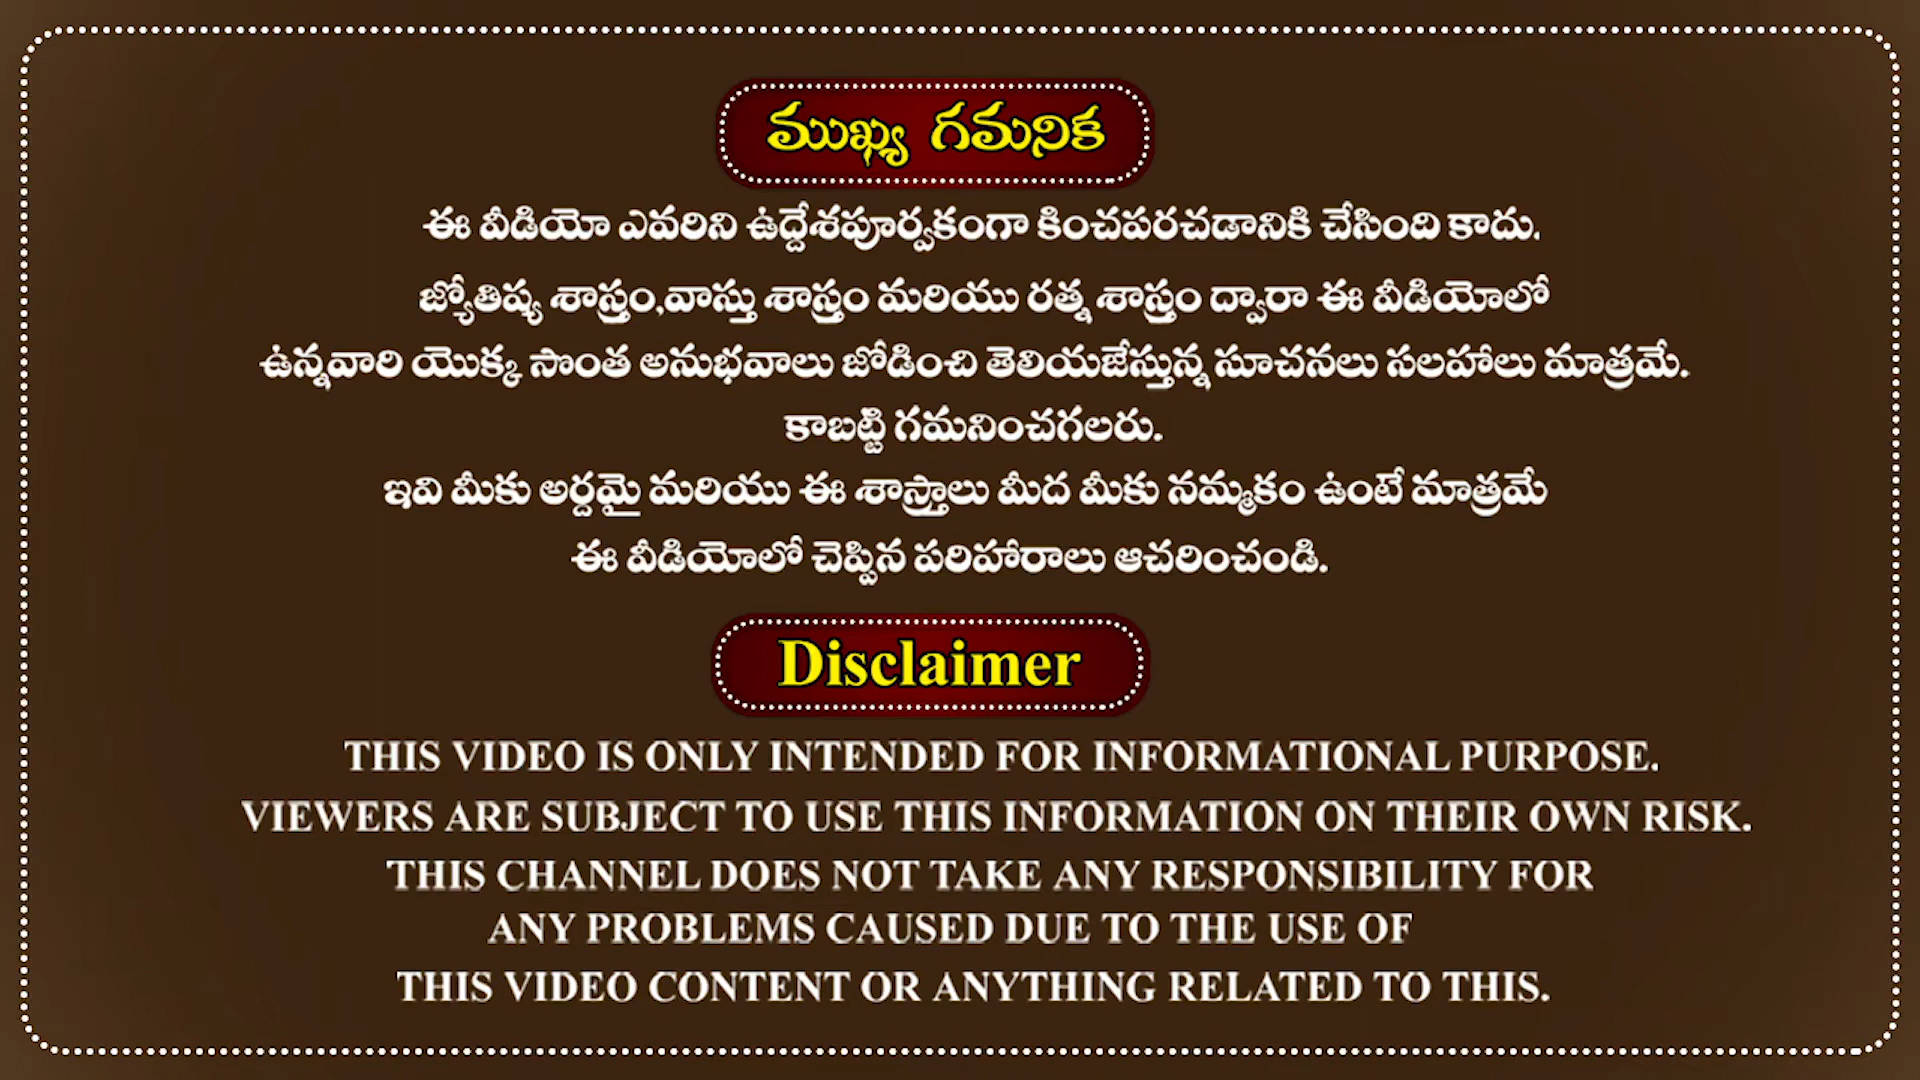 ముఖ్య గమనిక
ఈ వీడియో ఎవరిని ఉద్దేశపూర్వకంగా కించపరచడానికి చేసింది కాదు.
జ్యోతిష్య శాస్త్రం,వాస్తు శాస్త్రం మరియు రత్న శాస్త్రం ద్వారా ఈ వీడియోలో
ఉన్నవారి యొక్క సొంత అనుభవాలు జోడించి తెలియజేస్తున్న సూచనలు సలహాలు మాత్రమే.
కాబట్టి గమనించగలరు.
ఇవి మీకు అర్దమై మరియు ఈ శాస్త్రాలు మీద మీకు నమ్మకం ఉంటే మాత్రమే
ఈ వీడియోలో చెప్పిన పరిహారాలు ఆచరించండి.
Disclaimer
THIS VIDEO IS ONLY INTENDED FOR INFORMATIONAL PURPOSE.
VIEWERS ARE SUBJECT TO USE THIS INFORMATION ON THEIR OWN RISK.
THIS CHANNEL DOES NOT TAKE ANY RESPONSIBILITY FOR
ANY PROBLEMS CAUSED DUE TO THE USE OF
THIS VIDEO CONTENT OR ANYTHING RELATED TO THIS.